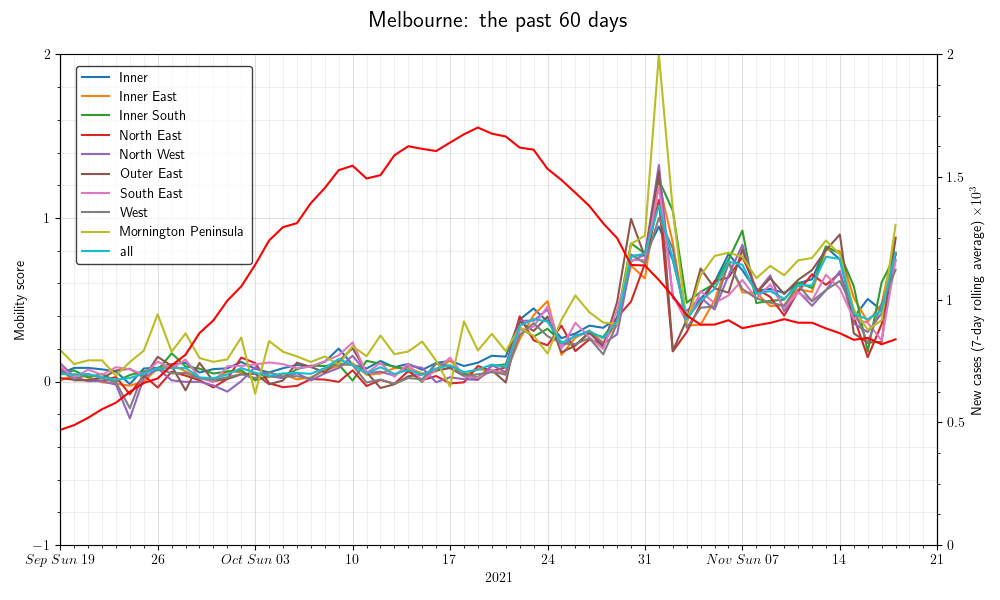 Melbourne: the past 60 days
Inner
Inner East
Inner South
North East
North West
Outer East
South East
West
Mornington Peninsula
all
Mobility score
2
1
0
−1
2
1.5
1
0.5
0
New cases (7-day rolling average) ×10³
Sep Sun 19
26
Oct Sun 03
10
17
24
31
Nov Sun 07
14
21
2021